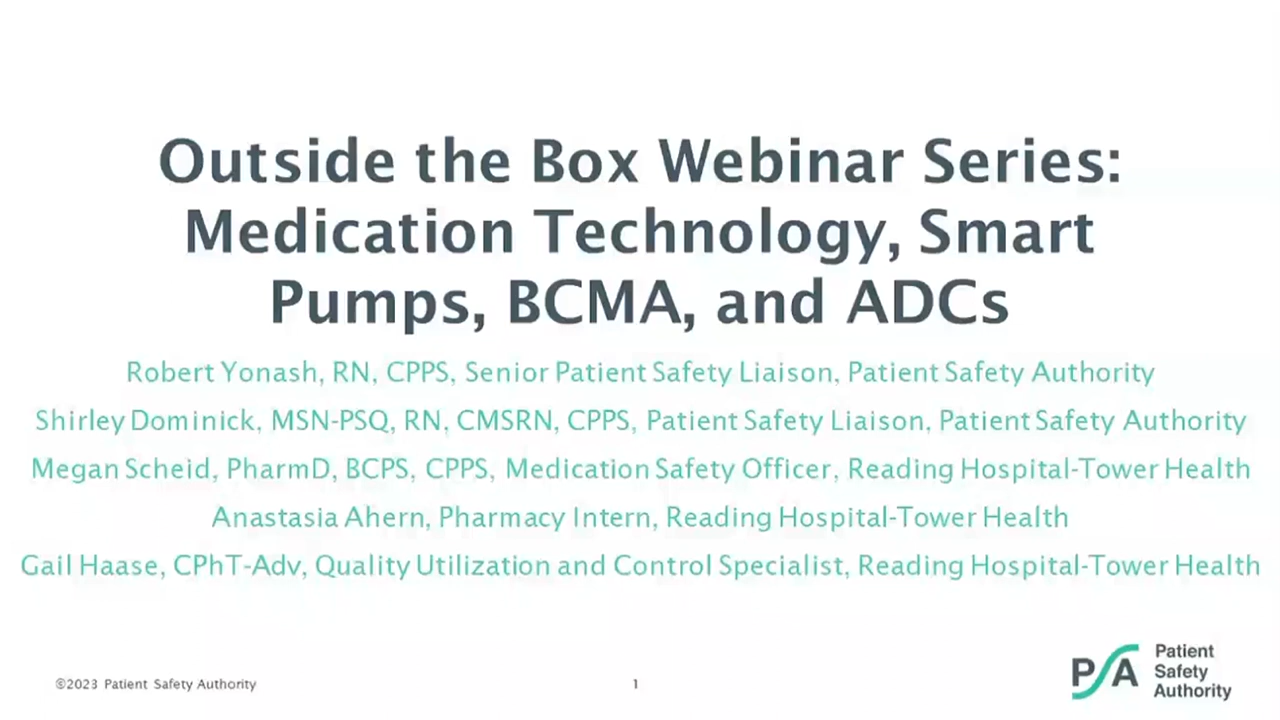 Outside the Box Webinar Series:
Medication Technology, Smart
Pumps, BCMA, and ADCs
Robert Yonash, RN, CPPS, Senior Patient Safety Liaison, Patient Safety Authority
Shirley Dominick, MSN-PSQ, RN, CMSRN, CPPS, Patient Safety Liaison, Patient Safety Authority
Megan Scheid, PharmD, BCPS, CPPS, Medication Safety Officer, Reading Hospital-Tower Health
Anastasia Ahern, Pharmacy Intern, Reading Hospital-Tower Health
Gail Haase, CPhT-Adv, Quality Utilization and Control Specialist, Reading Hospital-Tower Health
©2023 Patient Safety Authority
1
PSA
Patient
Safety
Authority